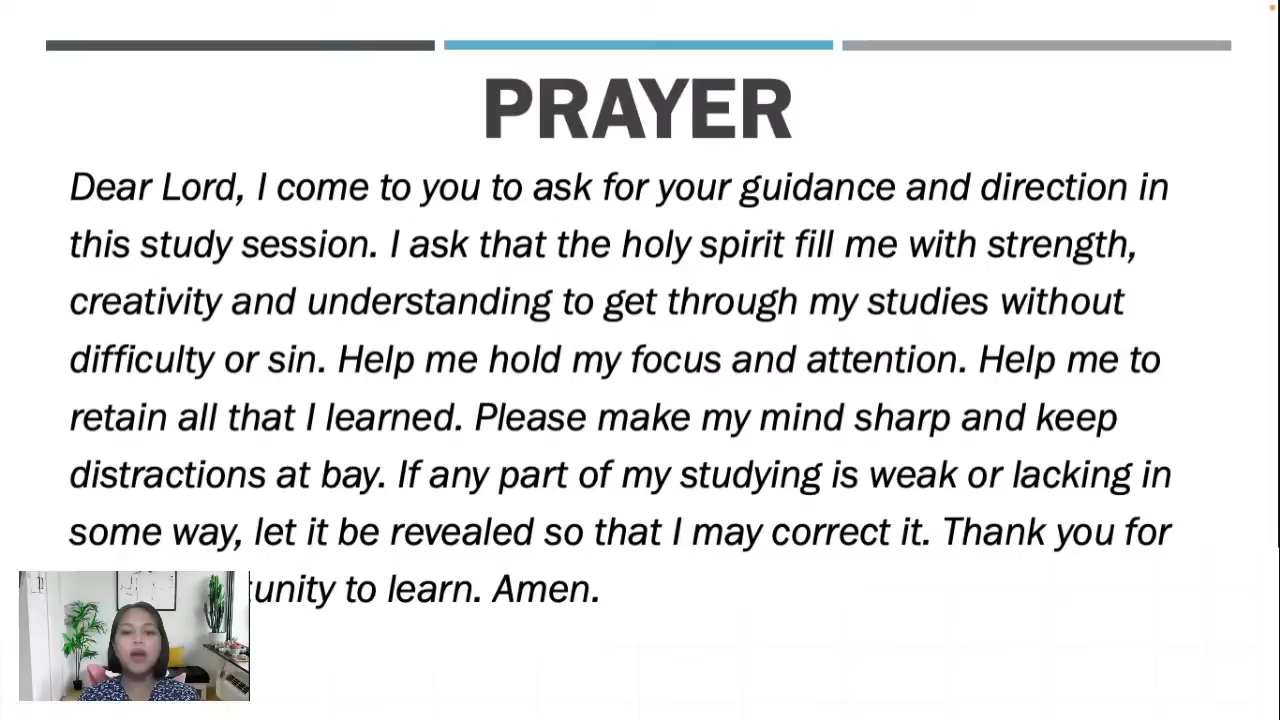 PRAYER
Dear Lord, I come to you to ask for your guidance and direction in
this study session. I ask that the holy spirit fill me with strength,
creativity and understanding to get through my studies without
difficulty or sin. Help me hold my focus and attention. Help me to
retain all that I learned. Please make my mind sharp and keep
distractions at bay. If any part of my studying is weak or lacking in
some way, let it be revealed so that I may correct it. Thank you for
to learn. Amen.